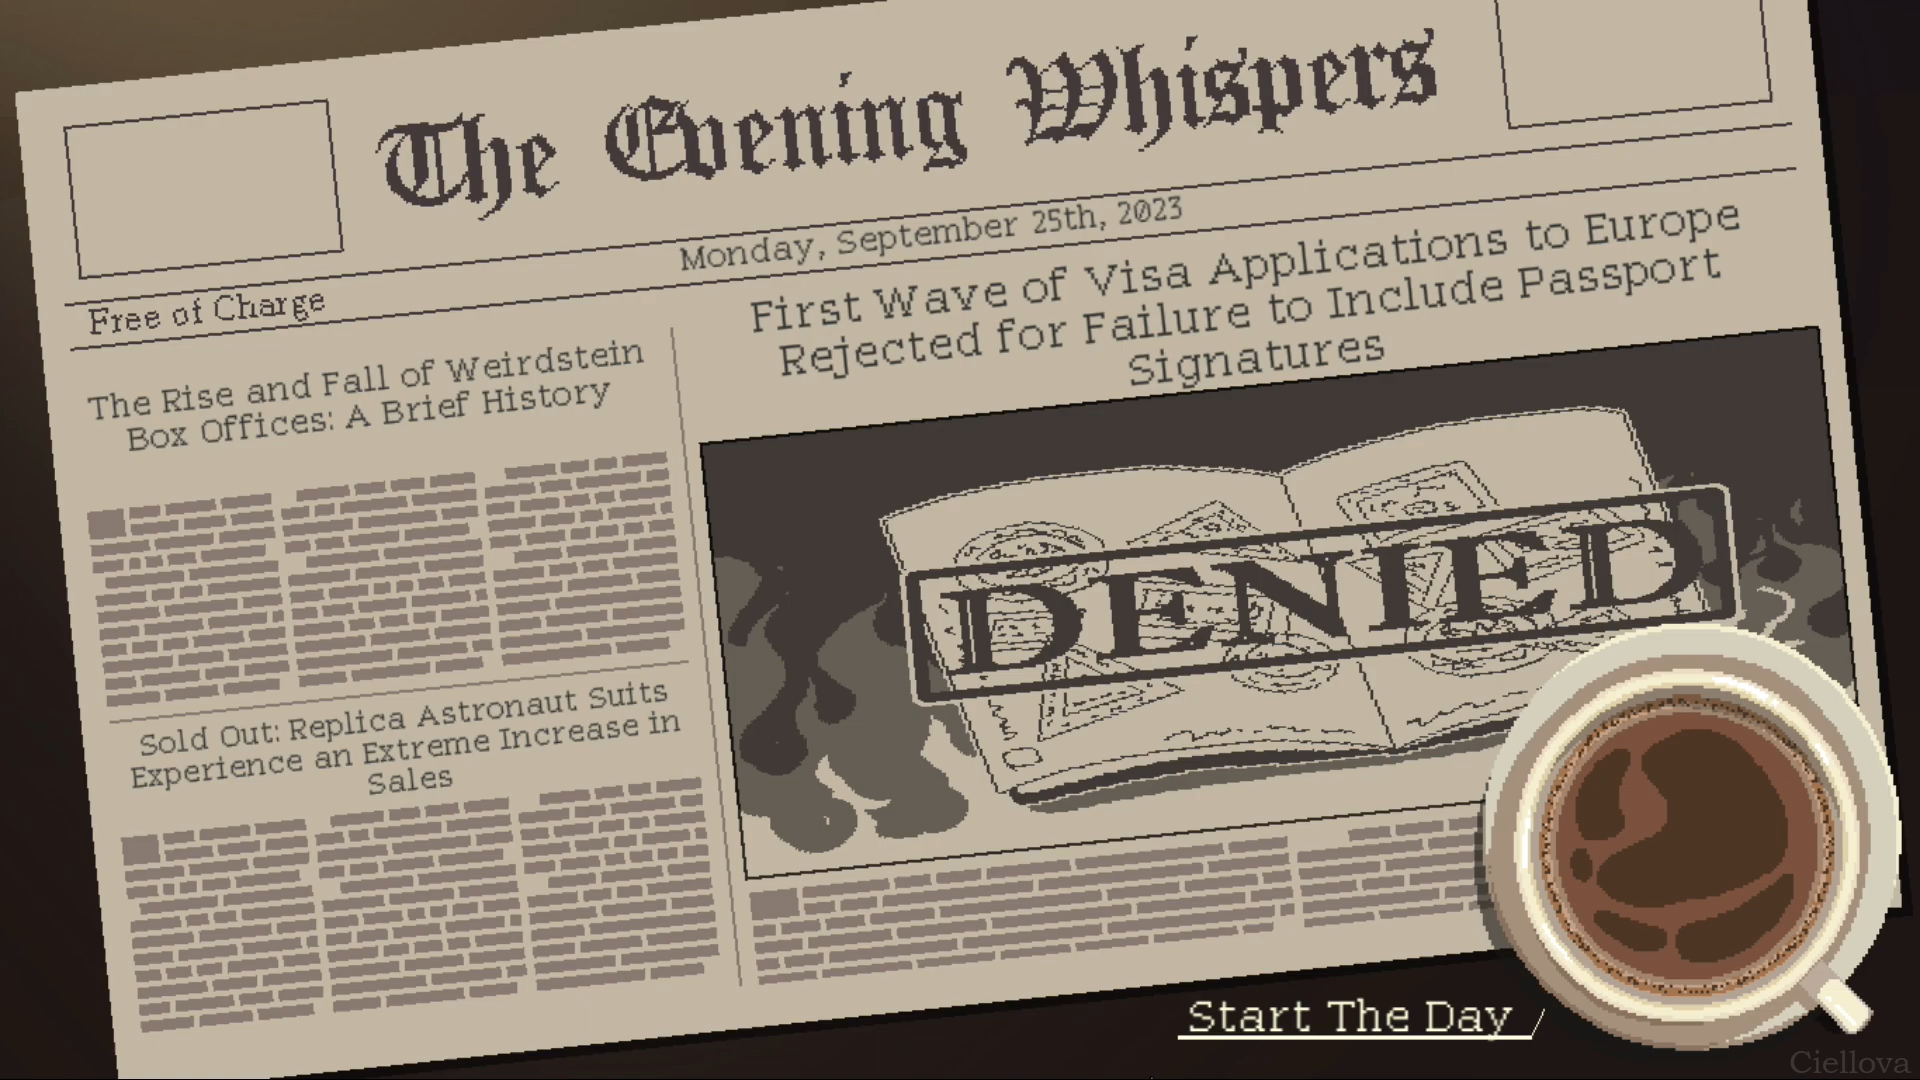 The Evening Whispers
Monday, September 25th, 2023
Free of Charge
The Rise and Fall of Weirdstein
Box Offices: A Brief History
Sold Out: Replica Astronaut Suits
Experience an Extreme Increase in
Sales
First Wave of Visa Applications to Europe
Rejected for Failure to Include Passport
Signatures
DENIED
Start The Day
Ciellova